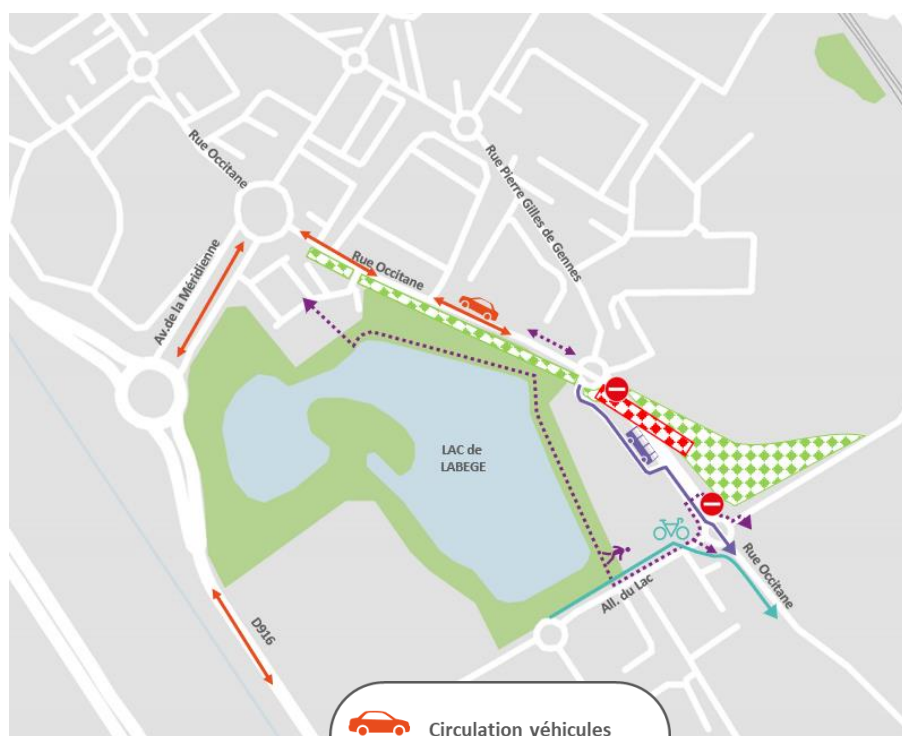 Rue Occitane
Rue Pierre Gilles de Gennes
Av.de la Méridienne
Rue Occitane
LAC de
LABEGE
Rue Occitane
All. du Lac
D916
Circulation véhicules